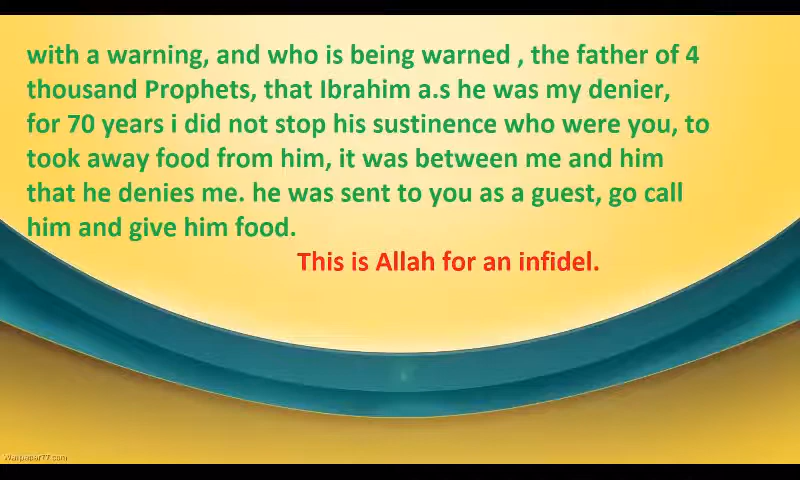 with a warning, and who is being warned , the father of 4
thousand Prophets, that Ibrahim a.s he was my denier,
for 70 years i did not stop his sustinence who were you, to
took away food from him, it was between me and him
that he denies me. he was sent to you as a guest, go call
him and give him food.
This is Allah for an infidel.
Wallpaper77.com